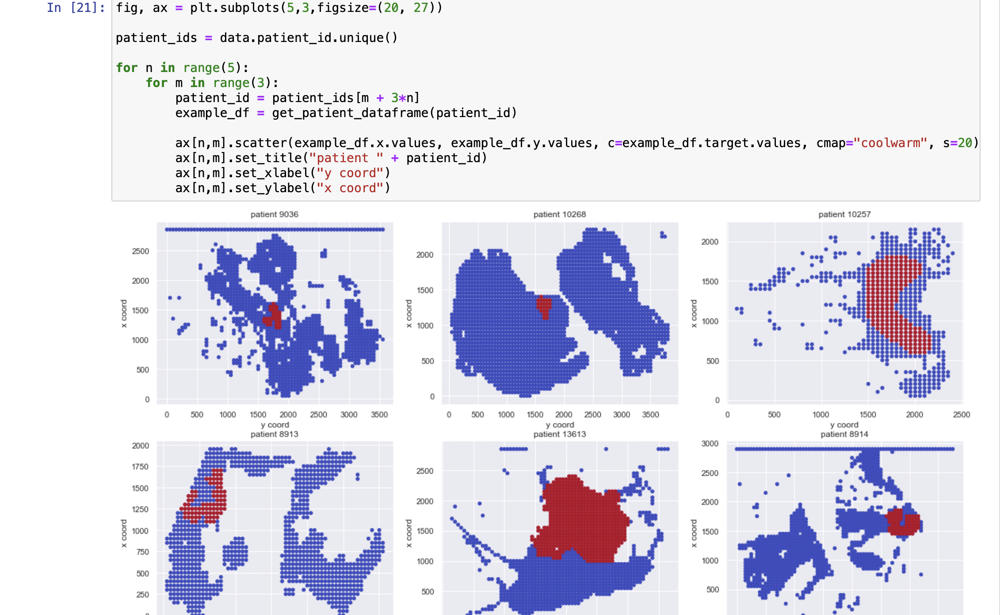 In [21]: fig, ax = plt.subplots(5,3,figsize=(20, 27))
patient_ids = data.patient_id.unique()
for n in range(5):
    for m in range(3):
        patient_id = patient_ids[m + 3*n]
        example_df = get_patient_dataframe(patient_id)
        ax[n,m].scatter(example_df.x.values, example_df.y.values, c=example_df.target.values, cmap="coolwarm", s=20)
        ax[n,m].set_title("patient " + patient_id)
        ax[n,m].set_xlabel("y coord")
        ax[n,m].set_ylabel("x coord")
patient 9036
2500
2000
1500
1000
500
0
x coord
0 500 1000 1500 2000 2500 3000 3500
y coord
patient 10268
2000
1500
1000
500
0
x coord
0 500 1000 1500 2000 2500 3000 3500
y coord
patient 10257
2000
1500
1000
500
0
x coord
0 500 1000 1500 2000 2500
y coord
patient 8913
2000
1750
1500
1250
1000
750
500
250
x coord
patient 13613
2500
2000
1500
1000
500
x coord
patient 8914
3000
2500
2000
1500
1000
500
x coord